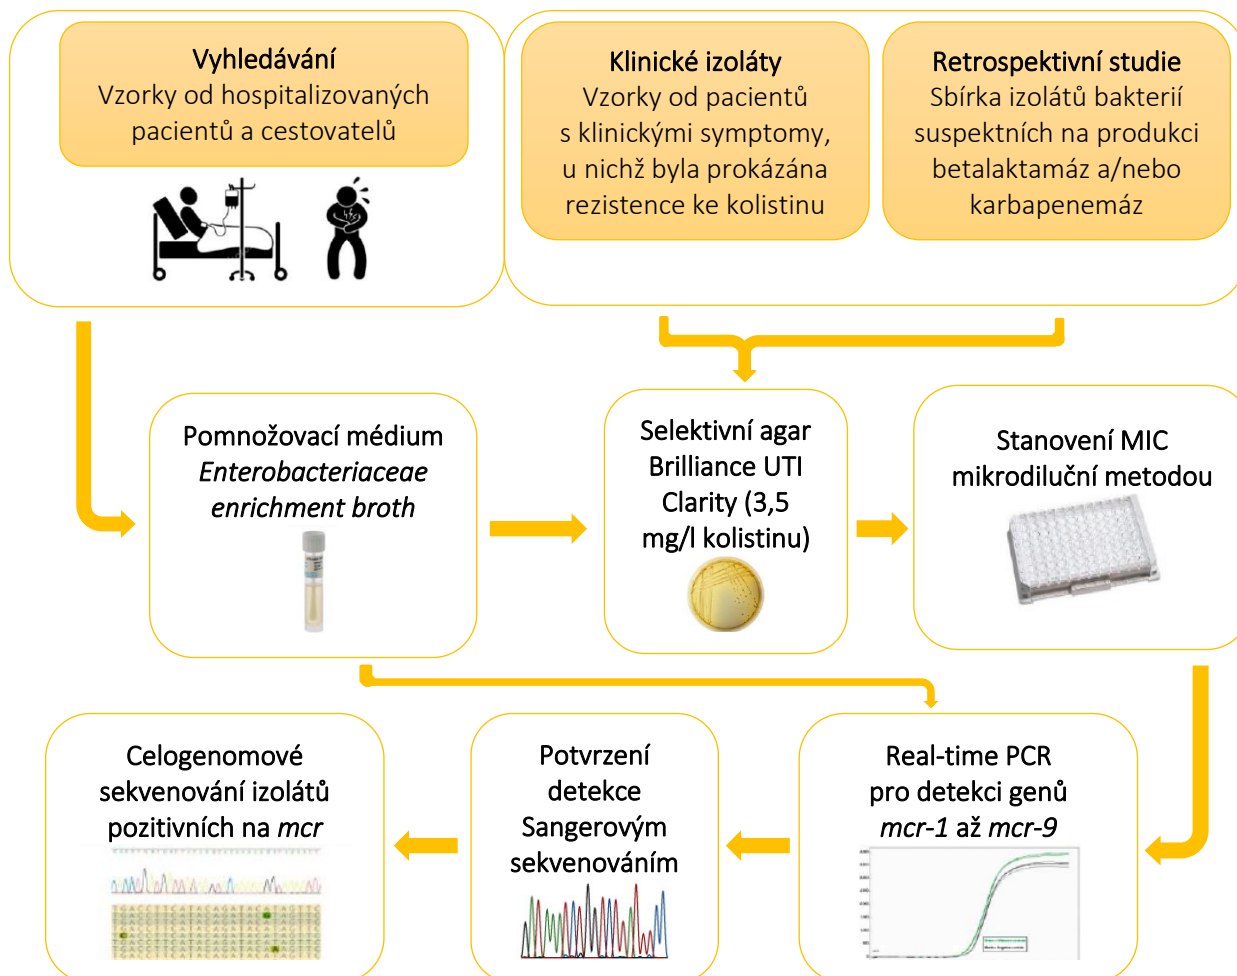 Vyhledávání
Vzorky od hospitalizovaných
pacientů a cestovatelů
Klinické izoláty
Vzorky od pacientů
s klinickými symptomy,
u nichž byla prokázána
rezistence ke kolistinu
Retrospektivní studie
Sbírka izolátů bakterií
suspektních na produkci
betalaktamáz a/nebo
karbapenemáz
Pomnožovací médium
Enterobacteriaceae
enrichment broth
Selektivní agar
Brilliance UTI
Clarity (3,5
mg/l kolistinu)
Stanovení MIC
mikrodiluční metodou
Celogenomové
sekvenování izolátů
pozitivních na mcr
Potvrzení
detekce
Sangerovým
sekvenováním
Real-time PCR
pro detekci genů
mcr-1 až mcr-9